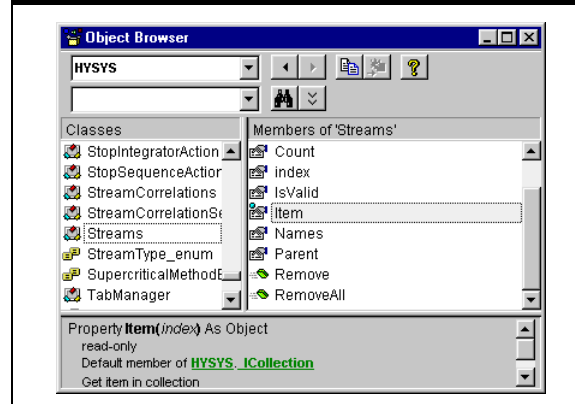 Object Browser
HYSYS
Classes
Members of 'Streams'
StopIntegratorAction
StopSequenceAction
StreamCorrelations
StreamCorrelationSe
Streams
StreamType_enum
SupercriticalMethodE
TabManager
Count
index
IsValid
Item
Names
Parent
Remove
RemoveAll
Property Item(index) As Object
read-only
Default member of HYSYS._ICollection
Get item in collection